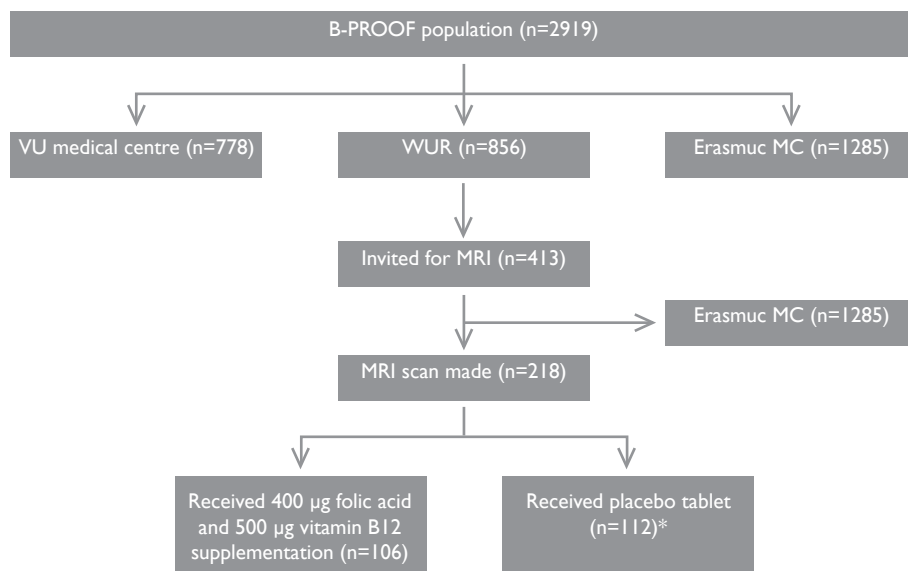 B-PROOF population (n=2919)
VU medical centre (n=778)
WUR (n=856)
Erasmuc MC (n=1285)
Invited for MRI (n=413)
Erasmuc MC (n=1285)
MRI scan made (n=218)
Received 400 µg folic acid
and 500 µg vitamin B12
supplementation (n=106)
Received placebo tablet
(n=112)*